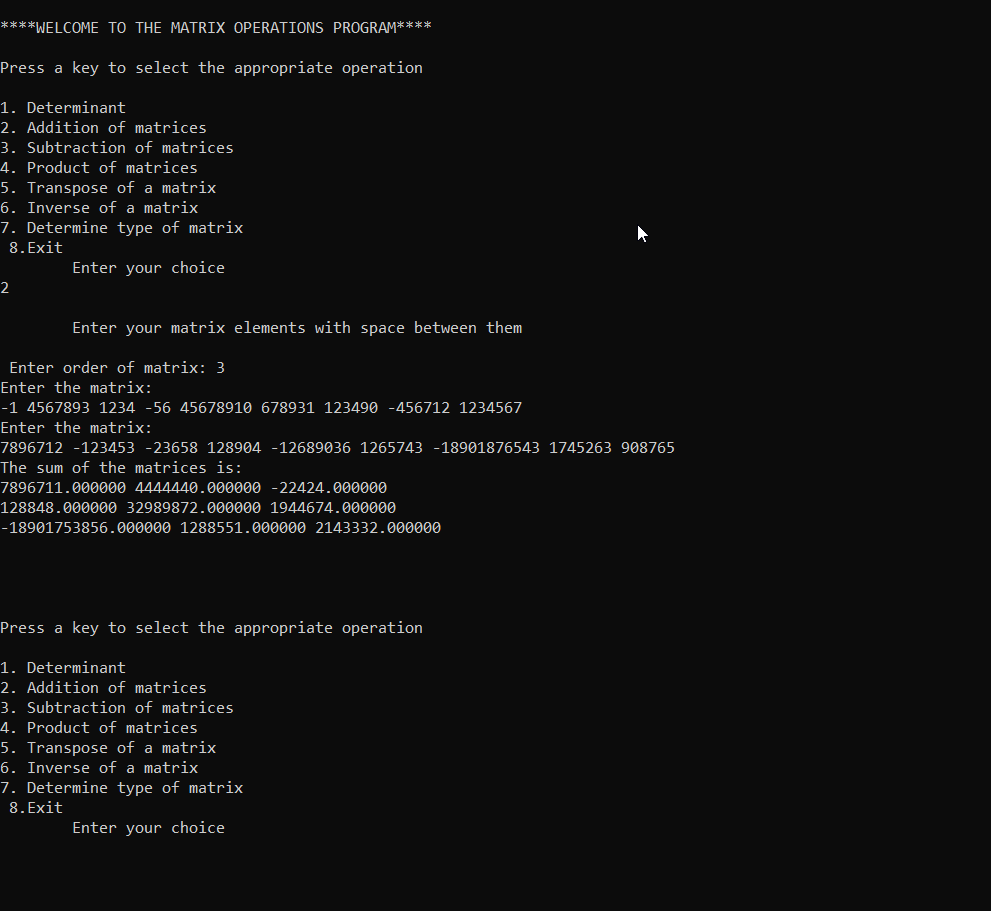 ****WELCOME TO THE MATRIX OPERATIONS PROGRAM****
Press a key to select the appropriate operation
1. Determinant
2. Addition of matrices
3. Subtraction of matrices
4. Product of matrices
5. Transpose of a matrix
6. Inverse of a matrix
7. Determine type of matrix
8.Exit
Enter your choice
2
Enter your matrix elements with space between them
Enter order of matrix: 3
Enter the matrix:
-1 4567893 1234 -56 45678910 678931 123490 -456712 1234567
Enter the matrix:
7896712 -123453 -23658 128904 -12689036 1265743 -18901876543 1745263 908765
The sum of the matrices is:
7896711.000000 4444440.000000 -22424.000000
128848.000000 32989872.000000 1944674.000000
-18901753856.000000 1288551.000000 2143332.000000
Press a key to select the appropriate operation
1. Determinant
2. Addition of matrices
3. Subtraction of matrices
4. Product of matrices
5. Transpose of a matrix
6. Inverse of a matrix
7. Determine type of matrix
8.Exit
Enter your choice